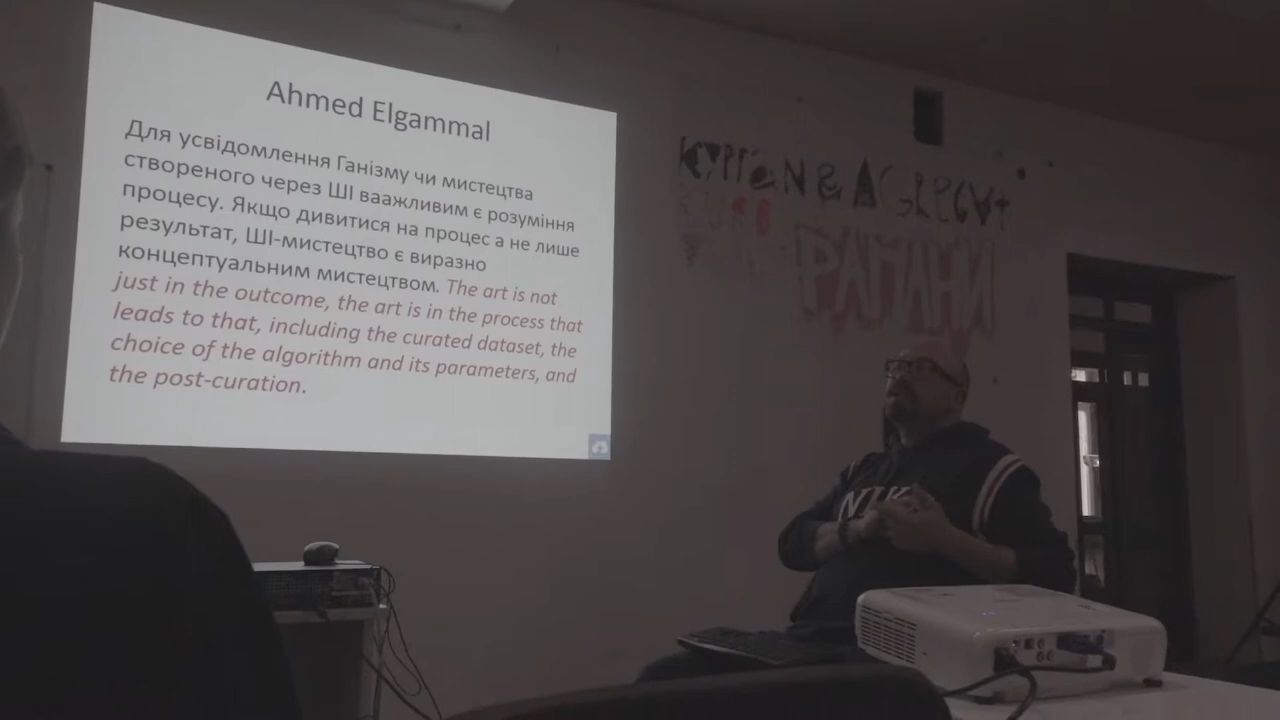 Ahmed Elgammal
Для усвідомлення Ганізму чи мистецтва
створеного через ШІ ваажливим є розуміння
процесу. Якщо дивитися на процес а не лише
результат, ШІ-мистецтво є виразно
концептуальним мистецтвом. The art is not
just in the outcome, the art is in the process that
leads to that, including the curated dataset, the
choice of the algorithm and its parameters, and
the post-curation.
&
РАПАНИ